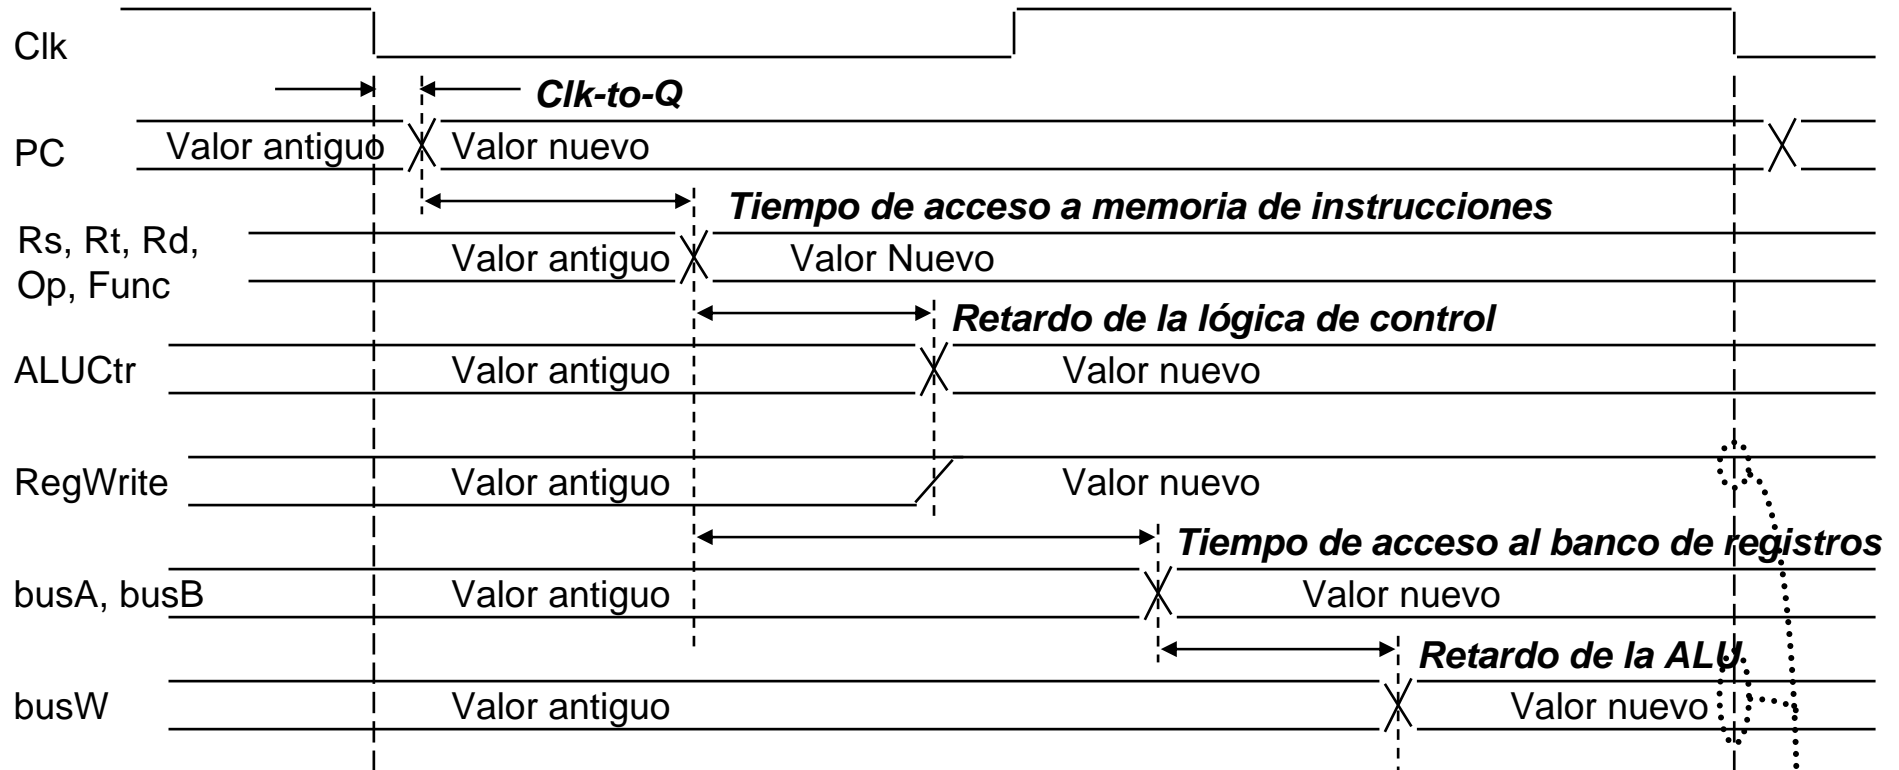 Clk
Clk-to-Q
PC
Valor antiguo
Valor nuevo
Tiempo de acceso a memoria de instrucciones
Rs, Rt, Rd,
Op, Func
Valor antiguo
Valor Nuevo
Retardo de la lógica de control
ALUCtr
Valor antiguo
Valor nuevo
RegWrite
Valor antiguo
Valor nuevo
Tiempo de acceso al banco de registros
busA, busB
Valor antiguo
Valor nuevo
Retardo de la ALU
busW
Valor antiguo
Valor nuevo